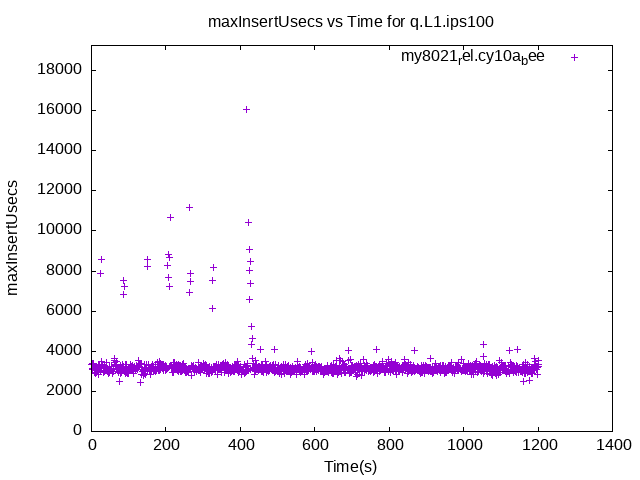 maxInsertUsecs vs Time for q.L1.ips100
my8021rel.cy10abee
18000
16000
14000
12000
10000
8000
6000
4000
2000
0
maxInsertUsecs
0 200 400 600 800 1000 1200 1400
Time(s)